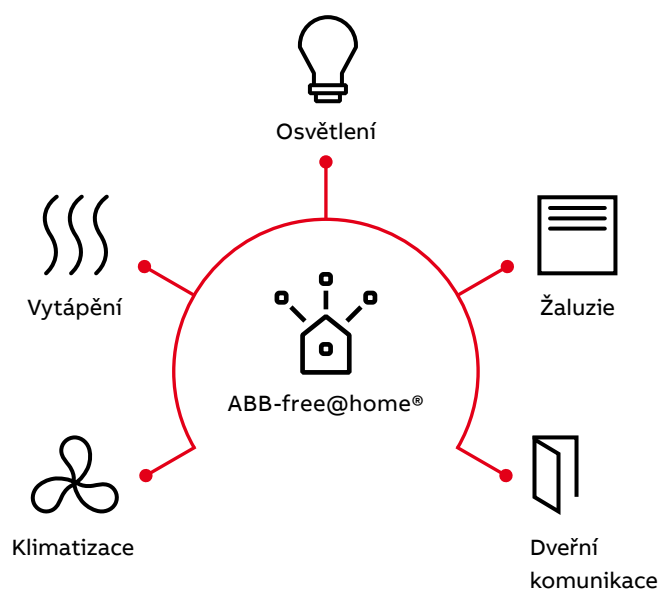 Osvětlení
Vytápění
Žaluzie
ABB-free@home®
Klimatizace
Dveřní
komunikace